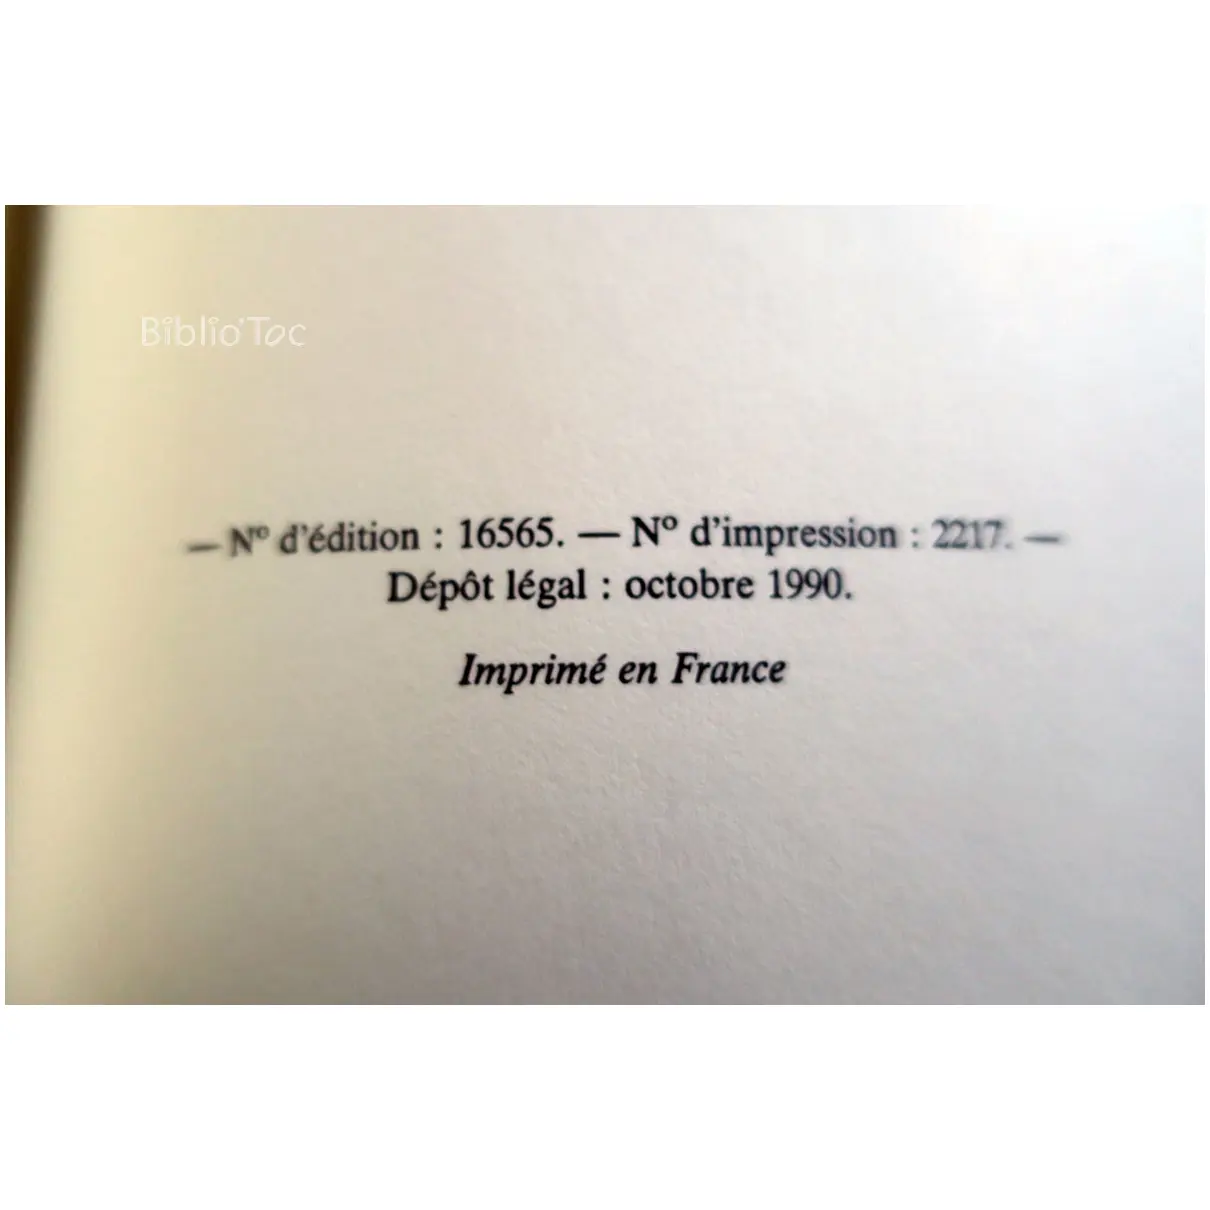 Biblio'Toc
— Nº d'édition : 16565. — Nº d'impression : 2217. —
Dépôt légal : octobre 1990.
Imprimé en France